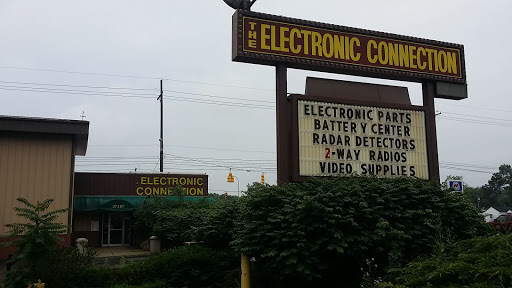 THE
ELECTRONIC CONNECTION
ELECTRONIC PARTS
BATTERY CENTER
RADAR DETECTORS
2-WAY RADIOS
VIDEO SUPPLIES
ELECTRONIC
CONNECTION